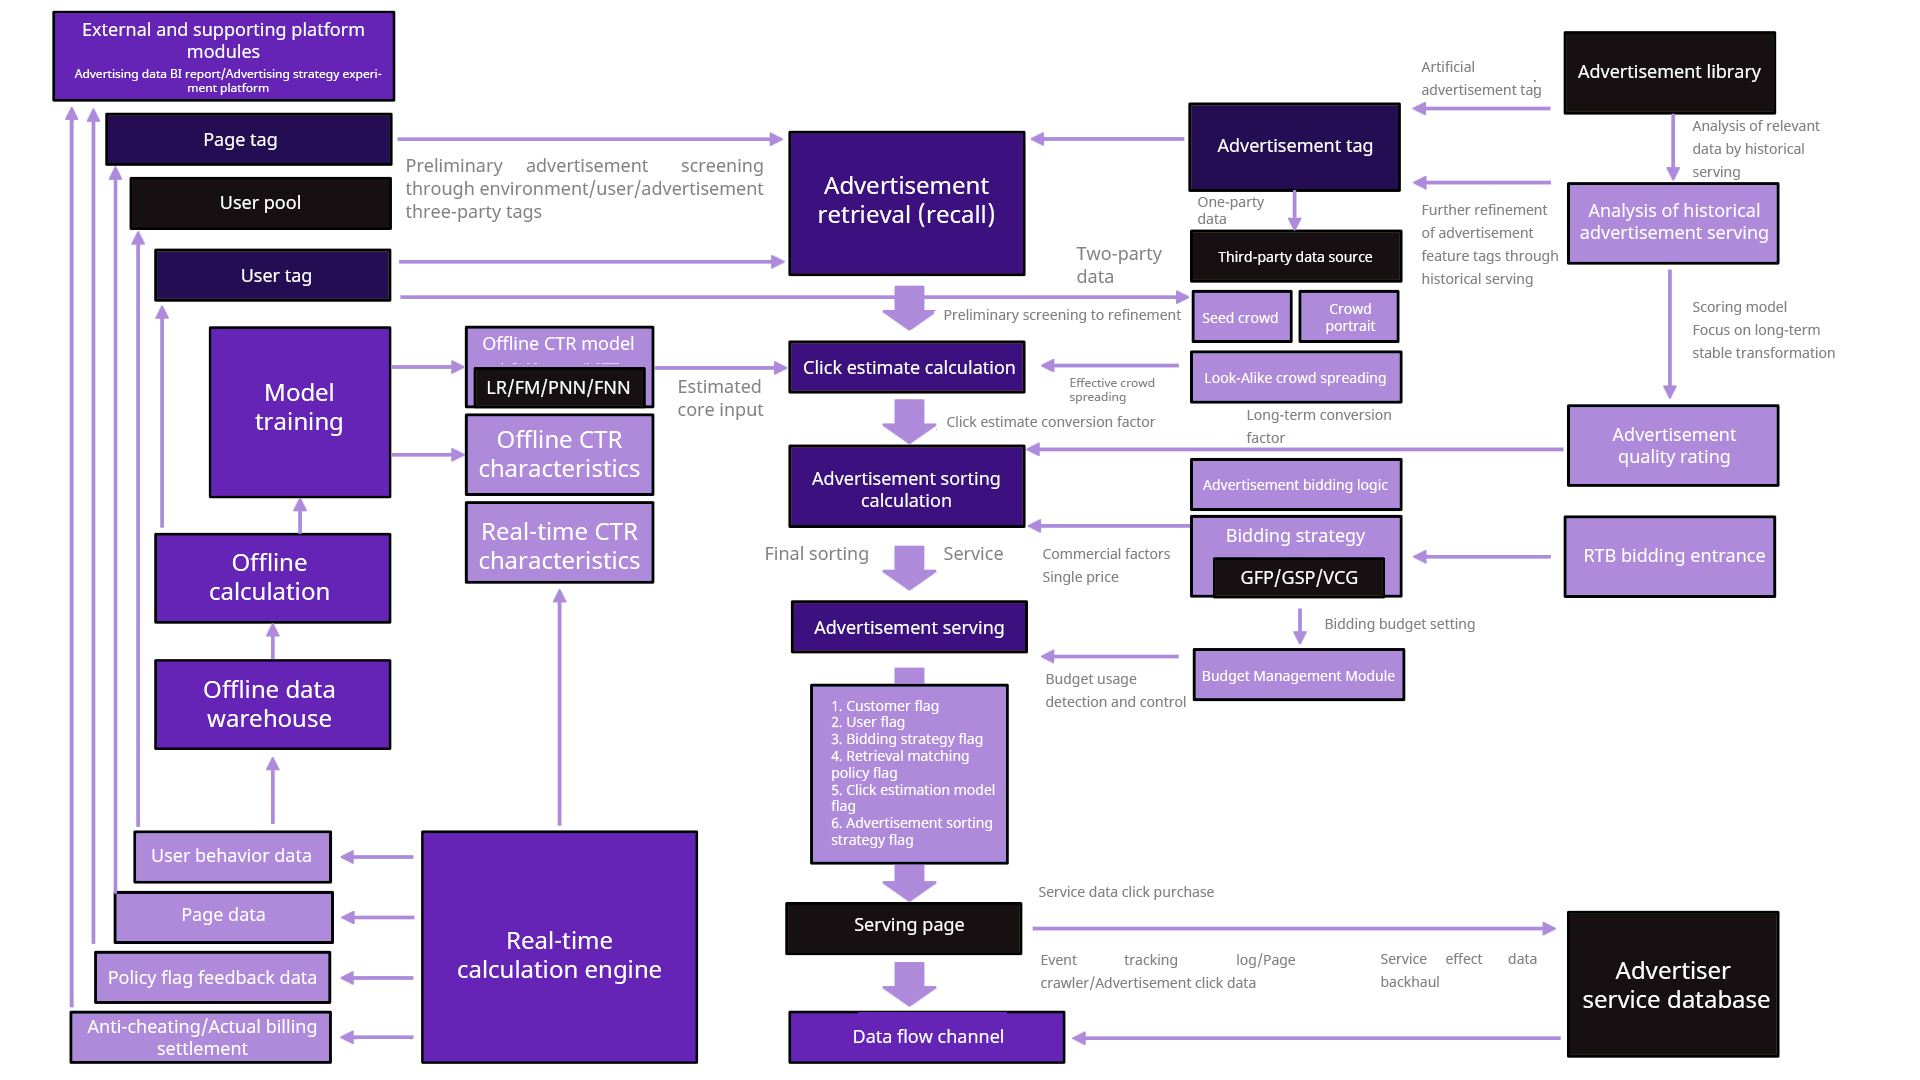 External and supporting platform
modules
Advertising data BI report/Advertising strategy experi-
ment platform
Page tag
User pool
User tag
Preliminary advertisement screening
through environment/user/advertisement
three-party tags
Model
training
Offline CTR model
LR/FM/PNN/FNN
Offline CTR
characteristics
Real-time CTR
characteristics
Estimated
core input
Offline
calculation
Offline data
warehouse
User behavior data
Page data
Policy flag feedback data
Anti-cheating/Actual billing
settlement
Real-time
calculation engine
Advertisement
retrieval (recall)
Preliminary screening to refinement
Click estimate calculation
Click estimate conversion factor
Advertisement sorting
calculation
Final sorting
Service
Advertisement serving
1. Customer flag
2. User flag
3. Bidding strategy flag
4. Retrieval matching
policy flag
5. Click estimation model
flag
6. Advertisement sorting
strategy flag
Serving page
Data flow channel
Advertisement tag
One-party
data
Two-party
data
Third-party data source
Seed crowd
Crowd
portrait
Look-Alike crowd spreading
Effective crowd
spreading
Long-term conversion
factor
Advertisement bidding logic
Bidding strategy
GFP/GSP/VCG
Commercial factors
Single price
Bidding budget setting
Budget Management Module
Budget usage
detection and control
Artificial
advertisement tag
Advertisement library
Analysis of relevant
data by historical
serving
Analysis of historical
advertisement serving
Further refinement
of advertisement
feature tags through
historical serving
Scoring model
Focus on long-term
stable transformation
Advertisement
quality rating
RTB bidding entrance
Service data click purchase
Event tracking log/Page
crawler/Advertisement click data
Service effect data
backhaul
Advertiser
service database